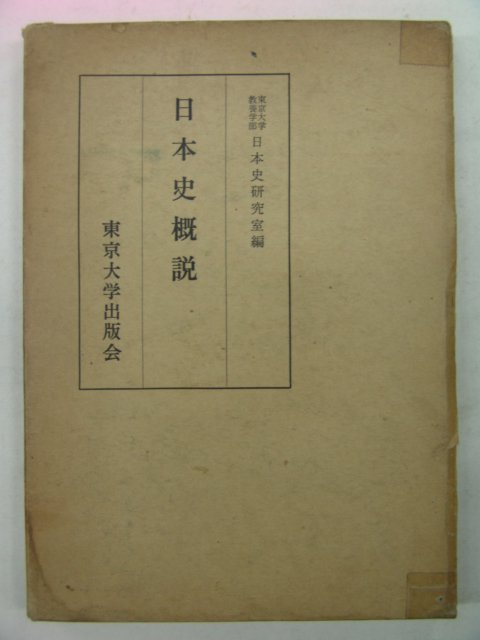 東京大学
教養学部
日本史研究室編
日本史概説
東京大学出版会